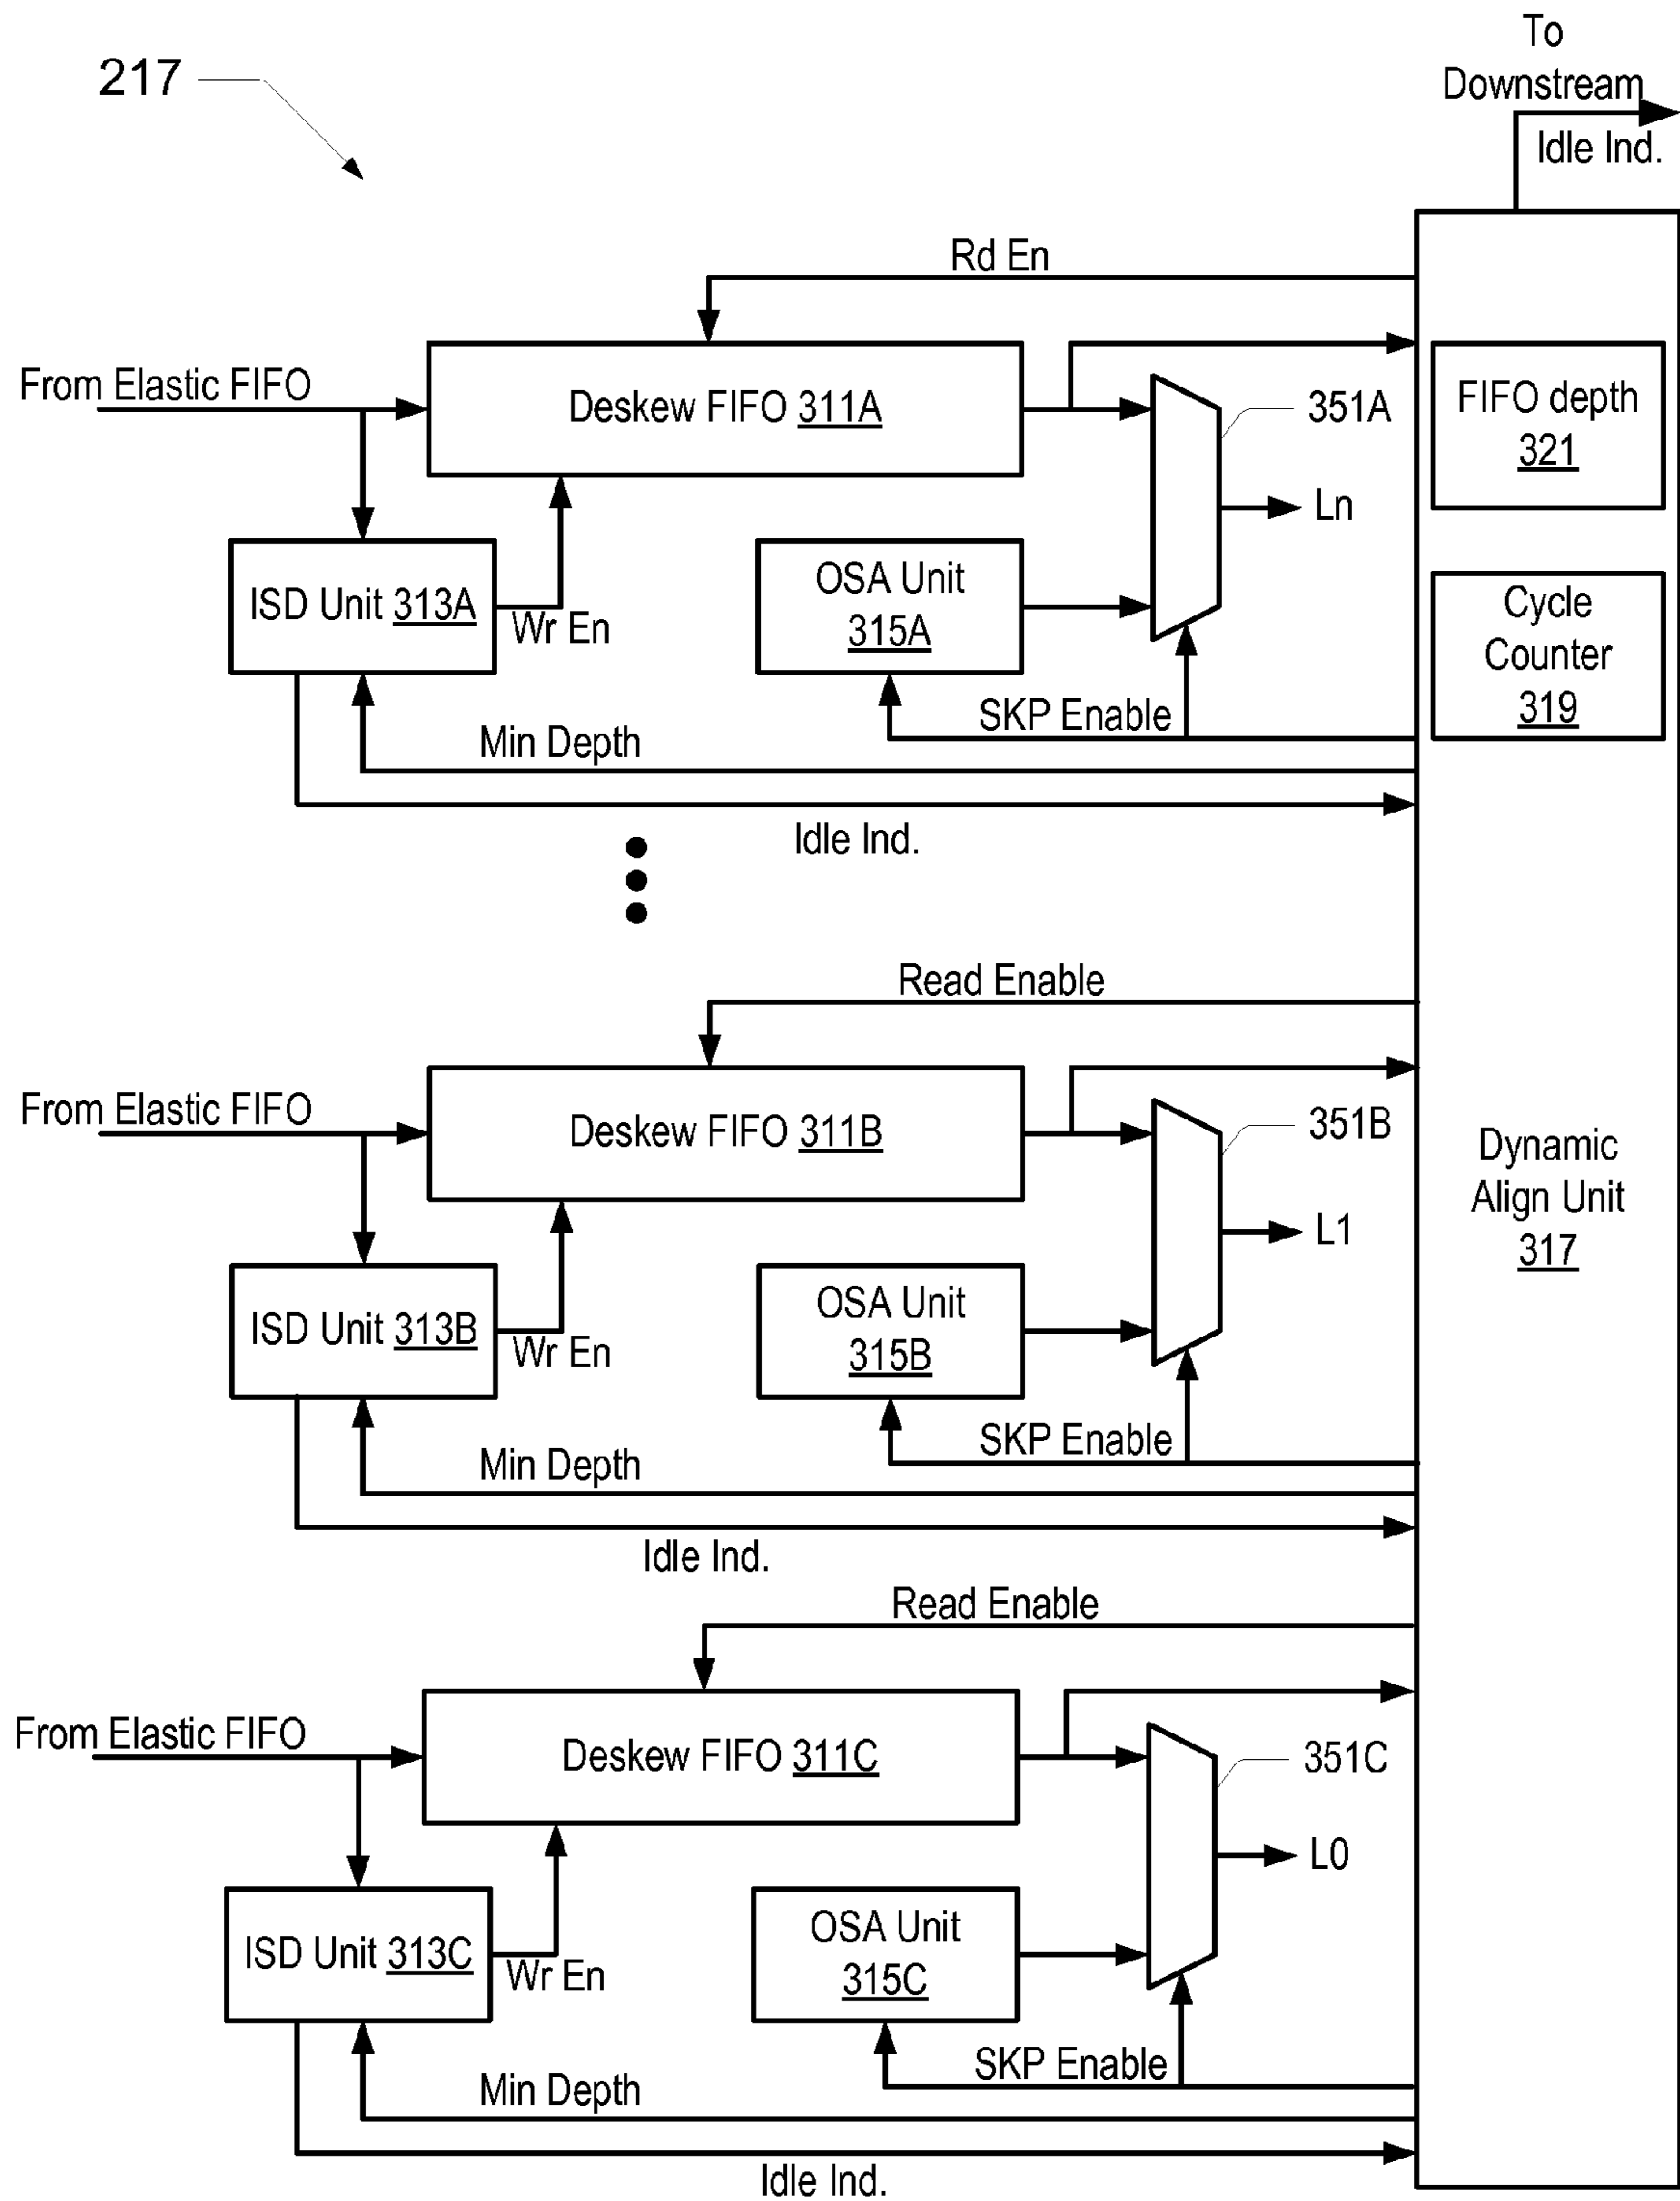 217
To
Downstream
Idle Ind.
Rd En
From Elastic FIFO
Deskew FIFO 311A
351A
FIFO depth
321
Ln
ISD Unit 313A
Wr En
OSA Unit
315A
Cycle
Counter
319
SKP Enable
Min Depth
Idle Ind.
Read Enable
From Elastic FIFO
Deskew FIFO 311B
351B
Dynamic
Align Unit
317
L1
ISD Unit 313B
Wr En
OSA Unit
315B
SKP Enable
Min Depth
Idle Ind.
Read Enable
From Elastic FIFO
Deskew FIFO 311C
351C
L0
ISD Unit 313C
Wr En
OSA Unit
315C
SKP Enable
Min Depth
Idle Ind.